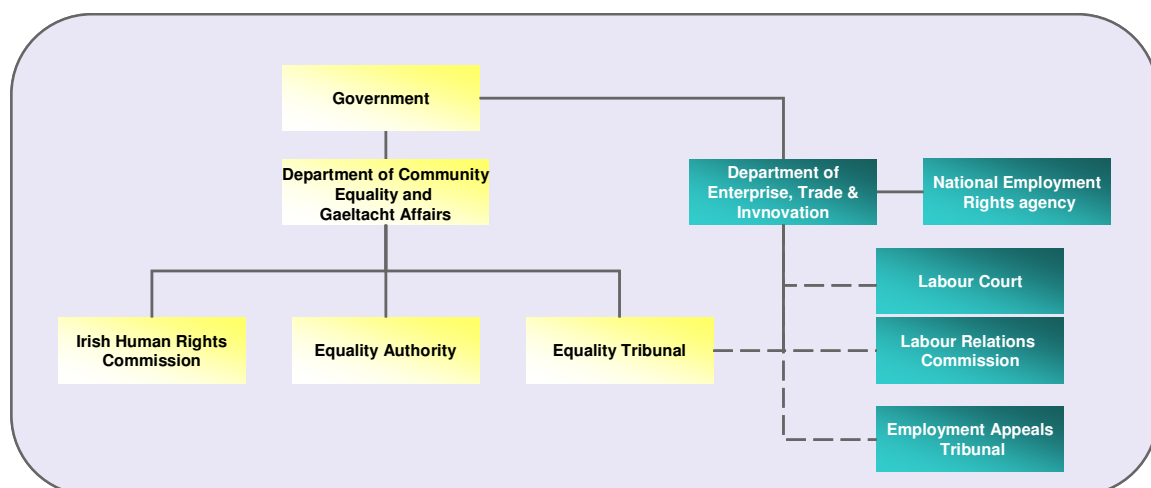 Government
Department of Community
Equality and
Gaeltacht Affairs
Department of
Enterprise, Trade &
Invnovation
National Employment
Rights agency
Labour Court
Irish Human Rights
Commission
Equality Authority
Equality Tribunal
Labour Relations
Commission
Employment Appeals
Tribunal